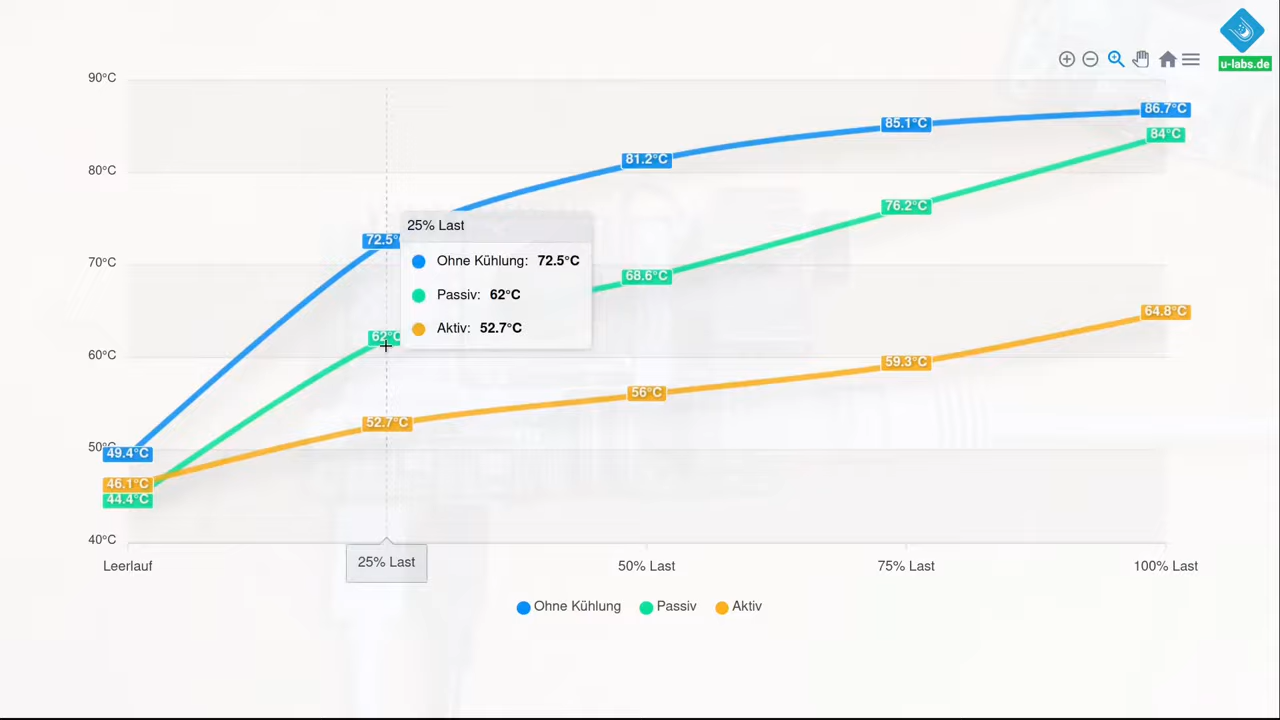 u-labs.de
90°C
80°C
70°C
60°C
50°C
40°C
86.7°C
84°C
85.1°C
81.2°C
76.2°C
72.5°
68.6°C
62°C
64.8°C
59.3°C
56°C
52.7°C
49.4°C
46.1°C
44.4°C
25% Last
Ohne Kühlung: 72.5°C
Passiv: 62°C
Aktiv: 52.7°C
Leerlauf
25% Last
50% Last
75% Last
100% Last
Ohne Kühlung
Passiv
Aktiv